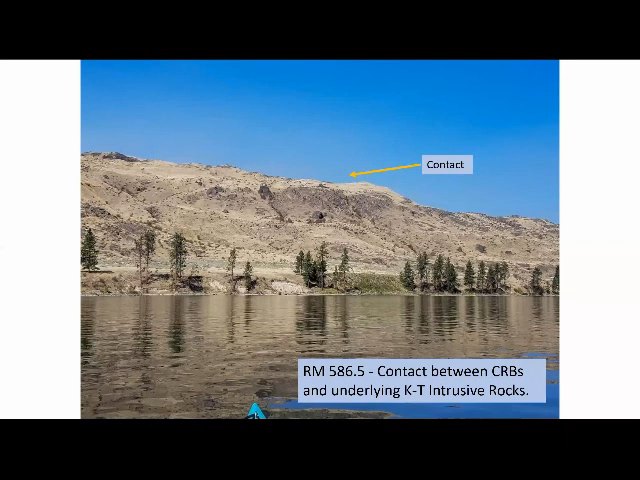 Contact
RM 586.5 - Contact between CRBs
and underlying K-T Intrusive Rocks.